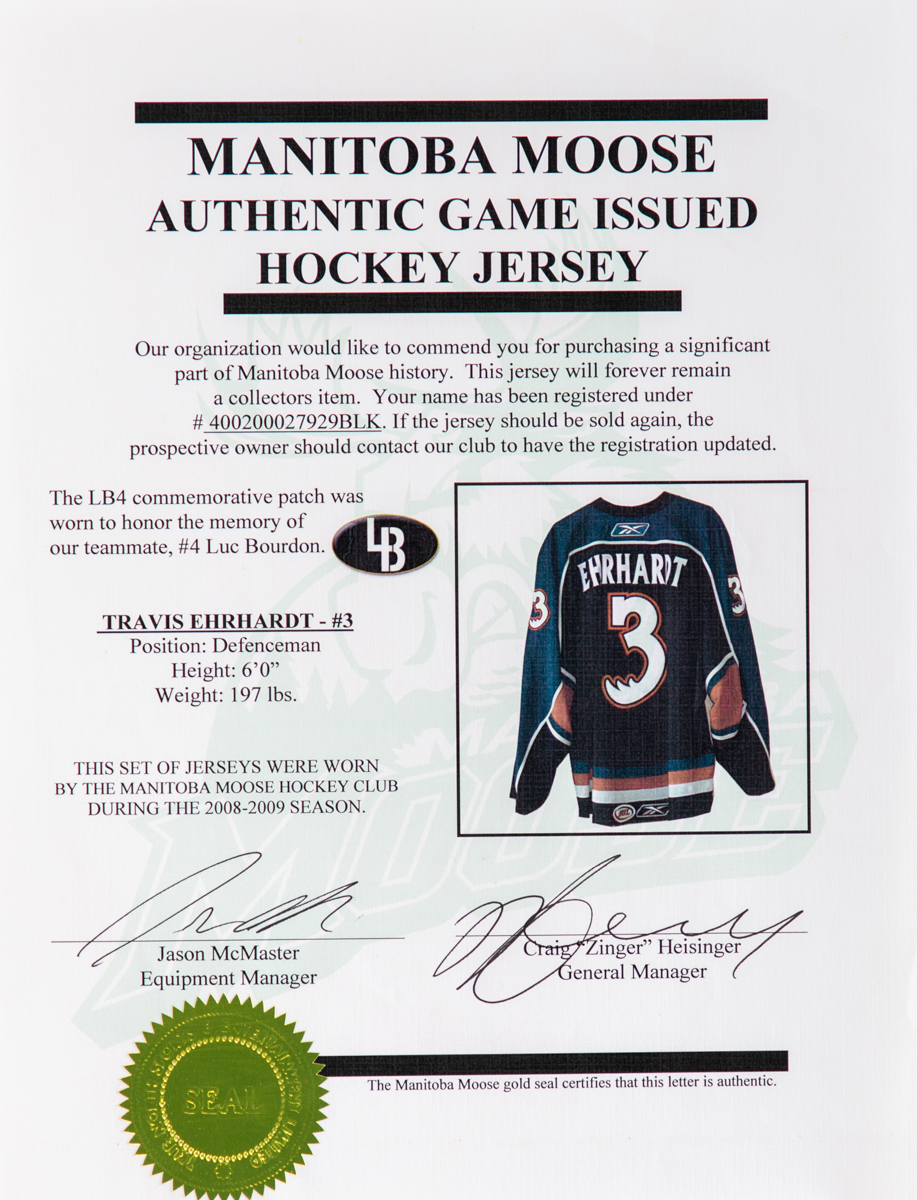 MANITOBA MOOSE
AUTHENTIC GAME ISSUED
HOCKEY JERSEY
Our organization would like to commend you for purchasing a significant
part of Manitoba Moose history. This jersey will forever remain
a collectors item. Your name has been registered under
# 400200027929BLK. If the jersey should be sold again, the
prospective owner should contact our club to have the registration updated.
The LB4 commemorative patch was
worn to honor the memory of
our teammate, #4 Luc Bourdon.
LB
TRAVIS EHRHARDT - #3
Position: Defenceman
Height: 6’0”
Weight: 197 lbs.
EHRHARDT
3
3
3
THIS SET OF JERSEYS WERE WORN
BY THE MANITOBA MOOSE HOCKEY CLUB
DURING THE 2008-2009 SEASON.
Jason McMaster
Equipment Manager
Craig “Zinger” Heisinger
General Manager
MOOSE
SEAL
The Manitoba Moose gold seal certifies that this letter is authentic.